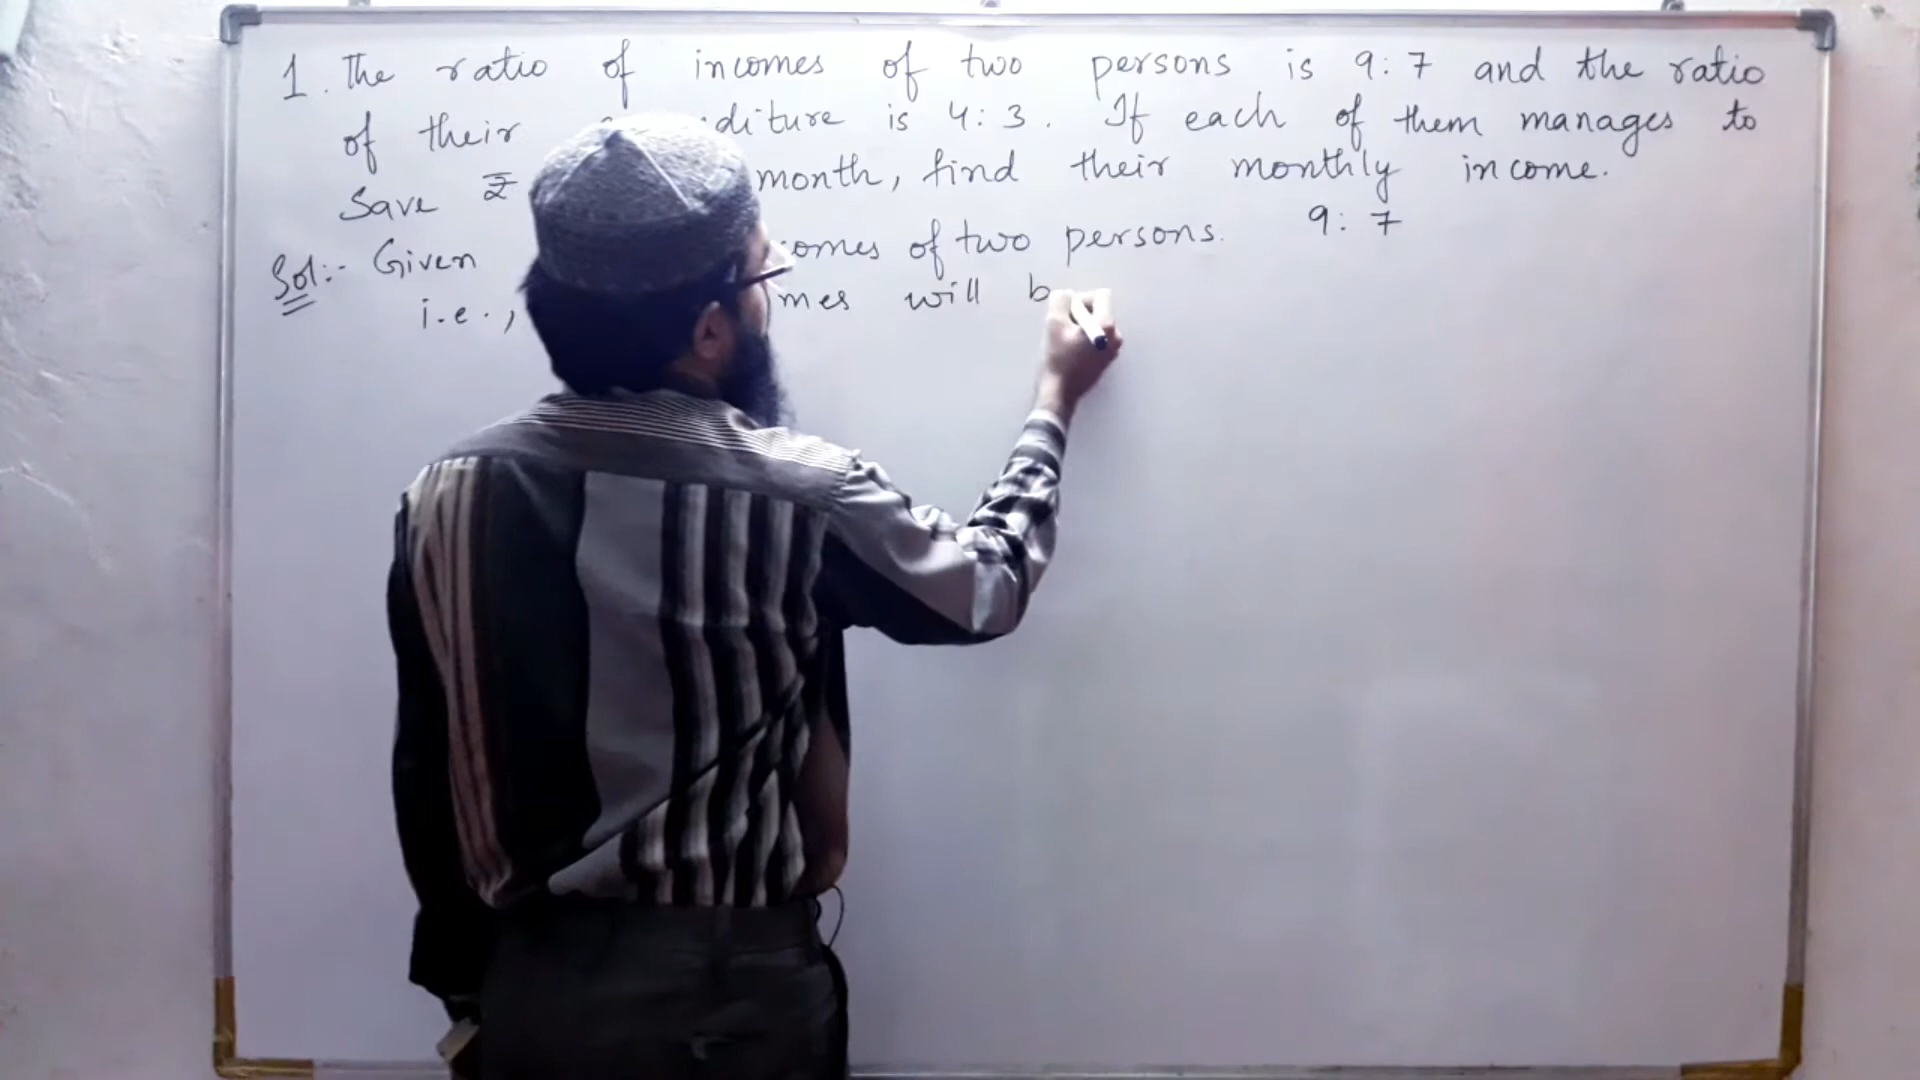 1. The ratio of incomes of two persons is 9:7 and the ratio
of their diture is 4:3. If each of them manages to
Save ₹ month, find their monthly income.
Sol:- Given omes of two persons. 9:7
i.e., mes will b